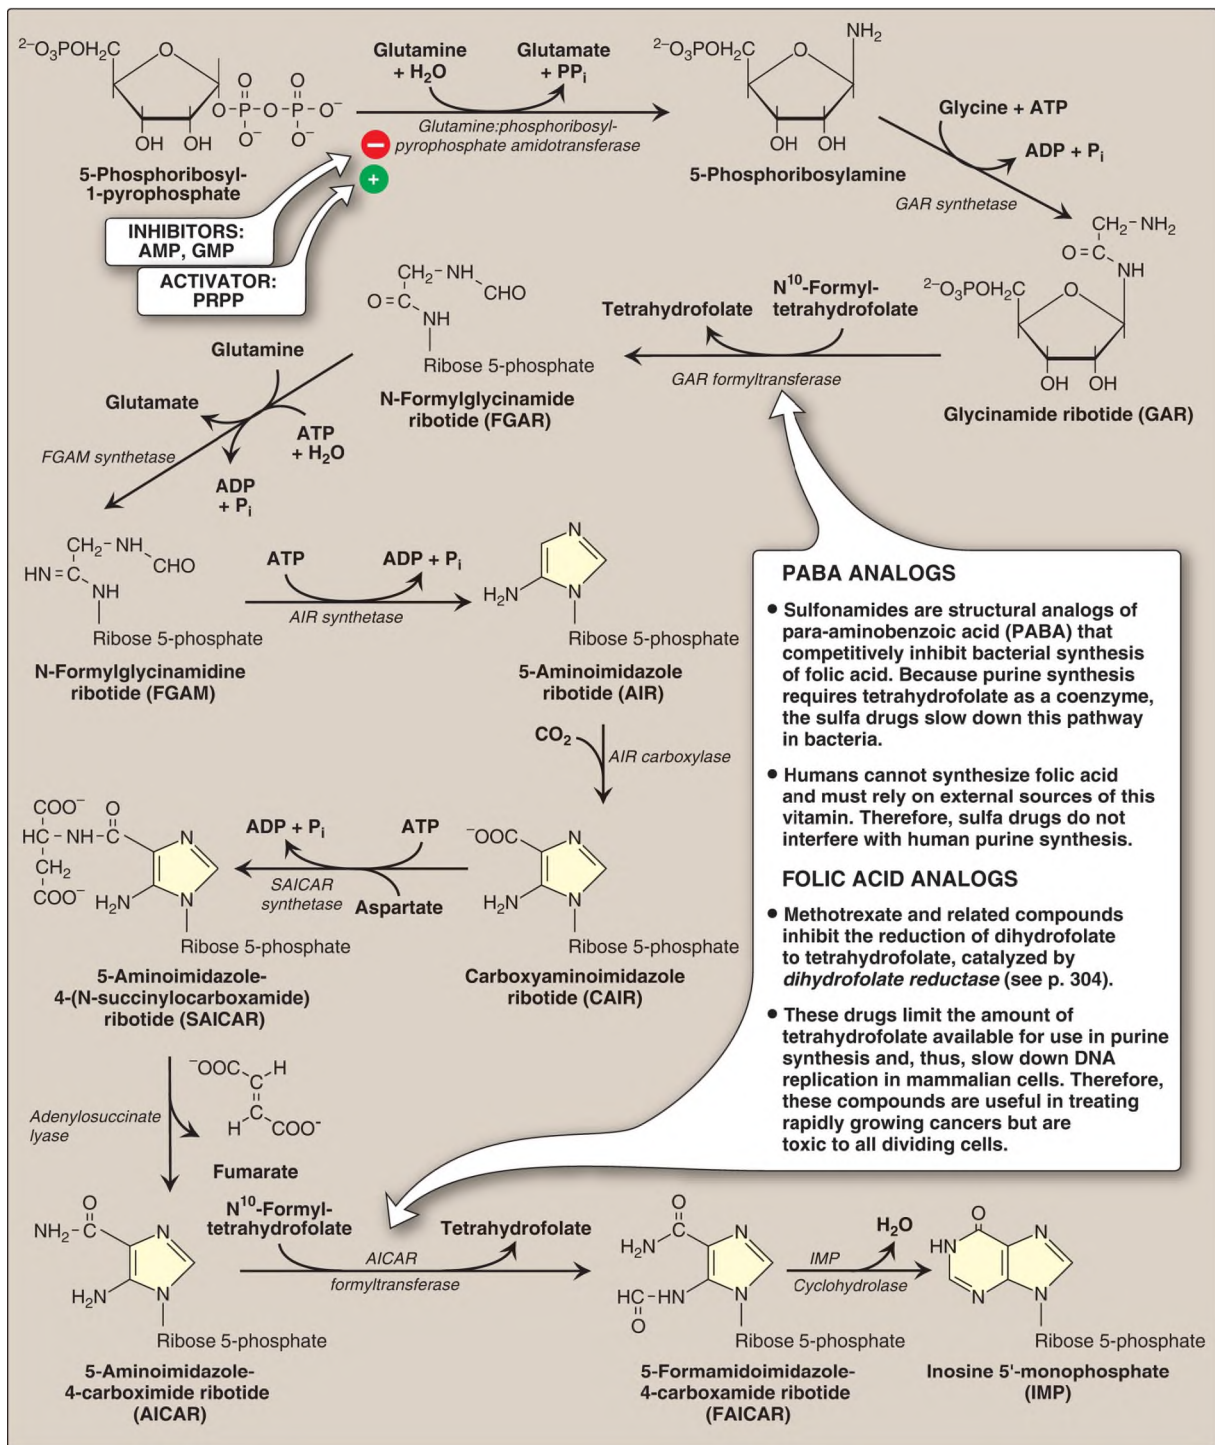 ²⁻O₃POH₂C
O
O
O
O-P-O-P-O⁻
O⁻
O⁻
OH OH
5-Phosphoribosyl-
1-pyrophosphate
Glutamine
+ H₂O
Glutamate
+ PPᵢ
Glutamine:phosphoribosyl-
pyrophosphate amidotransferase
−
+
INHIBITORS:
AMP, GMP
ACTIVATOR:
PRPP
²⁻O₃POH₂C
O
NH₂
OH OH
5-Phosphoribosylamine
Glycine + ATP
ADP + Pᵢ
GAR synthetase
CH₂-NH₂
O=C
NH
²⁻O₃POH₂C
O
OH OH
Glycinamide ribotide (GAR)
N¹⁰-Formyl-
tetrahydrofolate
Tetrahydrofolate
GAR formyltransferase
CH₂-NH
O=C
CHO
NH
Ribose 5-phosphate
N-Formylglycinamide
ribotide (FGAR)
Glutamine
Glutamate
ATP
+ H₂O
FGAM synthetase
ADP
+ Pᵢ
CH₂-NH
HN=C
CHO
NH
Ribose 5-phosphate
N-Formylglycinamidine
ribotide (FGAM)
ATP
ADP + Pᵢ
AIR synthetase
N
H₂N
N
Ribose 5-phosphate
5-Aminoimidazole
ribotide (AIR)
CO₂
AIR carboxylase
⁻OOC
N
H₂N
N
Ribose 5-phosphate
Carboxyaminoimidazole
ribotide (CAIR)
ATP
ADP + Pᵢ
SAICAR
synthetase
Aspartate
COO⁻
O
HC-NH-C
CH₂
COO⁻
N
H₂N
N
Ribose 5-phosphate
5-Aminoimidazole-
4-(N-succinylocarboxamide)
ribotide (SAICAR)
Adenylosuccinate
lyase
⁻OOC
H
C
C
H
COO⁻
Fumarate
O
NH₂-C
N
H₂N
N
Ribose 5-phosphate
5-Aminoimidazole-
4-carboximide ribotide
(AICAR)
N¹⁰-Formyl-
tetrahydrofolate
Tetrahydrofolate
AICAR
formyltransferase
O
C
H₂N
N
HC-HN
N
O
Ribose 5-phosphate
5-Formamidoimidazole-
4-carboxamide ribotide
(FAICAR)
H₂O
IMP
Cyclohydrolase
O
HN
N
N
N
Ribose 5-phosphate
Inosine 5'-monophosphate
(IMP)
PABA ANALOGS
• Sulfonamides are structural analogs of
para-aminobenzoic acid (PABA) that
competitively inhibit bacterial synthesis
of folic acid. Because purine synthesis
requires tetrahydrofolate as a coenzyme,
the sulfa drugs slow down this pathway
in bacteria.
• Humans cannot synthesize folic acid
and must rely on external sources of this
vitamin. Therefore, sulfa drugs do not
interfere with human purine synthesis.
FOLIC ACID ANALOGS
• Methotrexate and related compounds
inhibit the reduction of dihydrofolate
to tetrahydrofolate, catalyzed by
dihydrofolate reductase (see p. 304).
• These drugs limit the amount of
tetrahydrofolate available for use in purine
synthesis and, thus, slow down DNA
replication in mammalian cells. Therefore,
these compounds are useful in treating
rapidly growing cancers but are
toxic to all dividing cells.